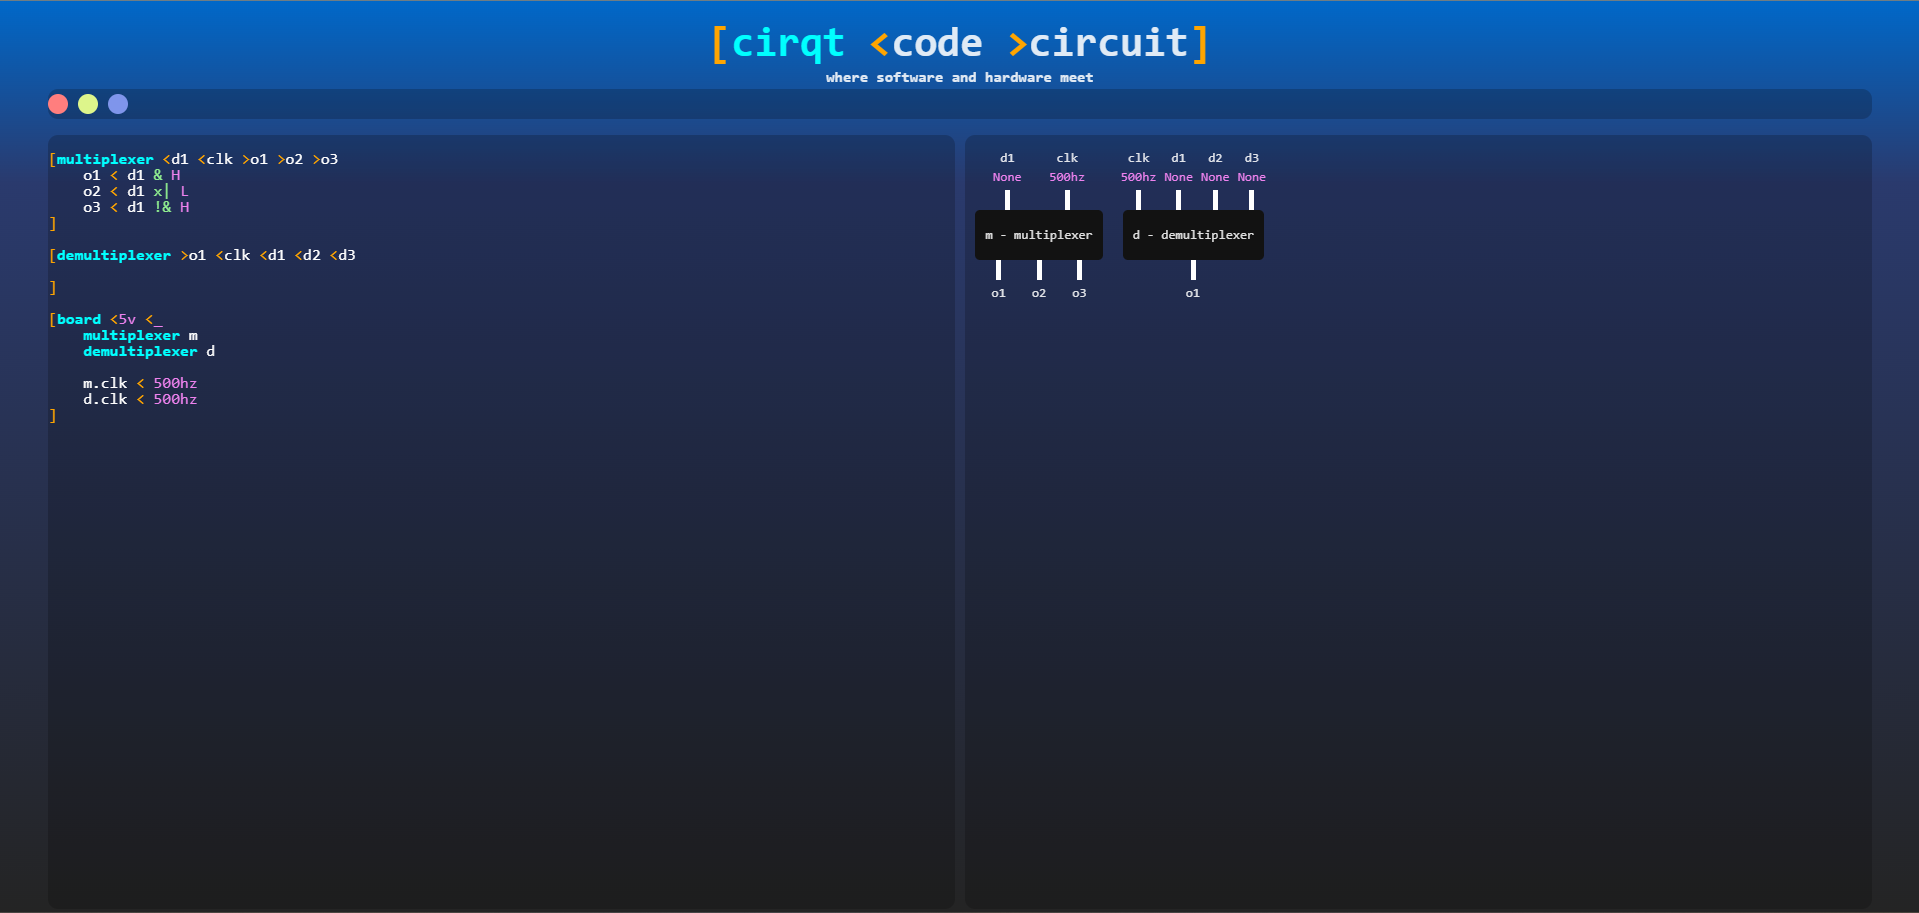 [cirqt <code >circuit]
where software and hardware meet
[multiplexer <d1 <clk >o1 >o2 >o3
    o1 < d1 & H
    o2 < d1 x| L
    o3 < d1 !& H
]
[demultiplexer >o1 <clk <d1 <d2 <d3
]
[board <5v <_
    multiplexer m
    demultiplexer d
    m.clk < 500hz
    d.clk < 500hz
]
d1 clk clk d1 d2 d3
None 500hz 500hz None None None
m - multiplexer d - demultiplexer
o1 o2 o3 o1